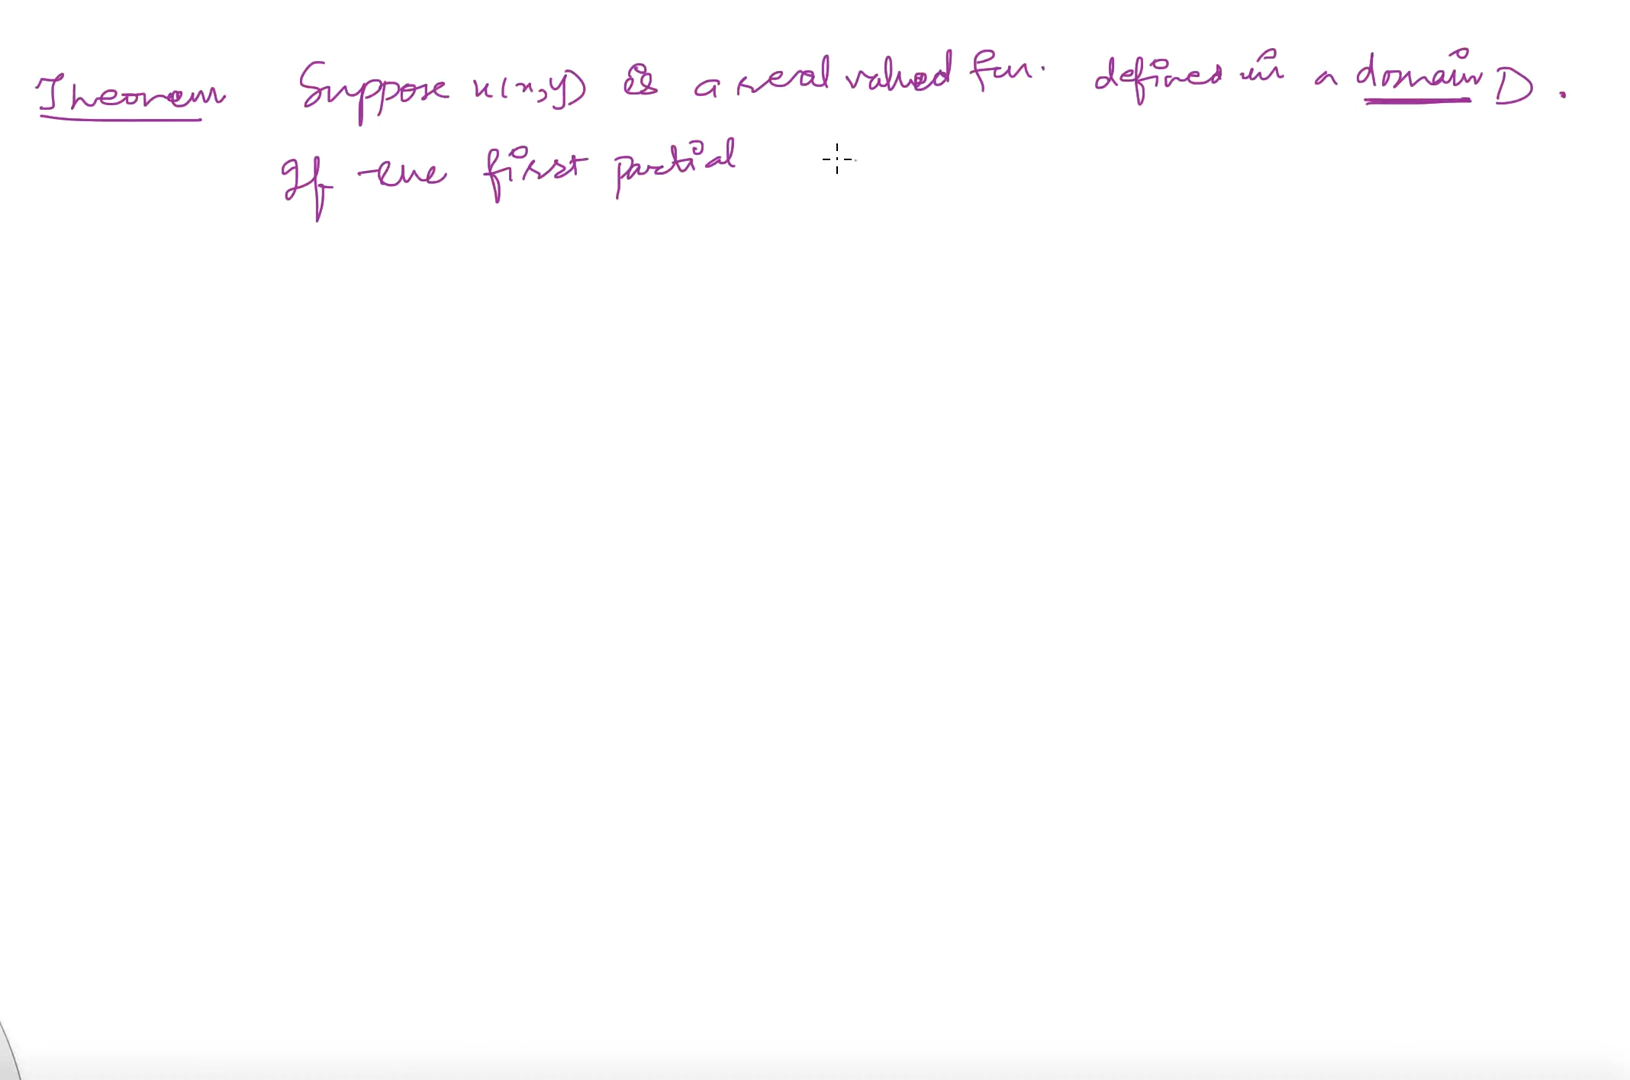 Theorem Suppose u(x,y) is a real valued fun. defined in a domain D.
If the first partial